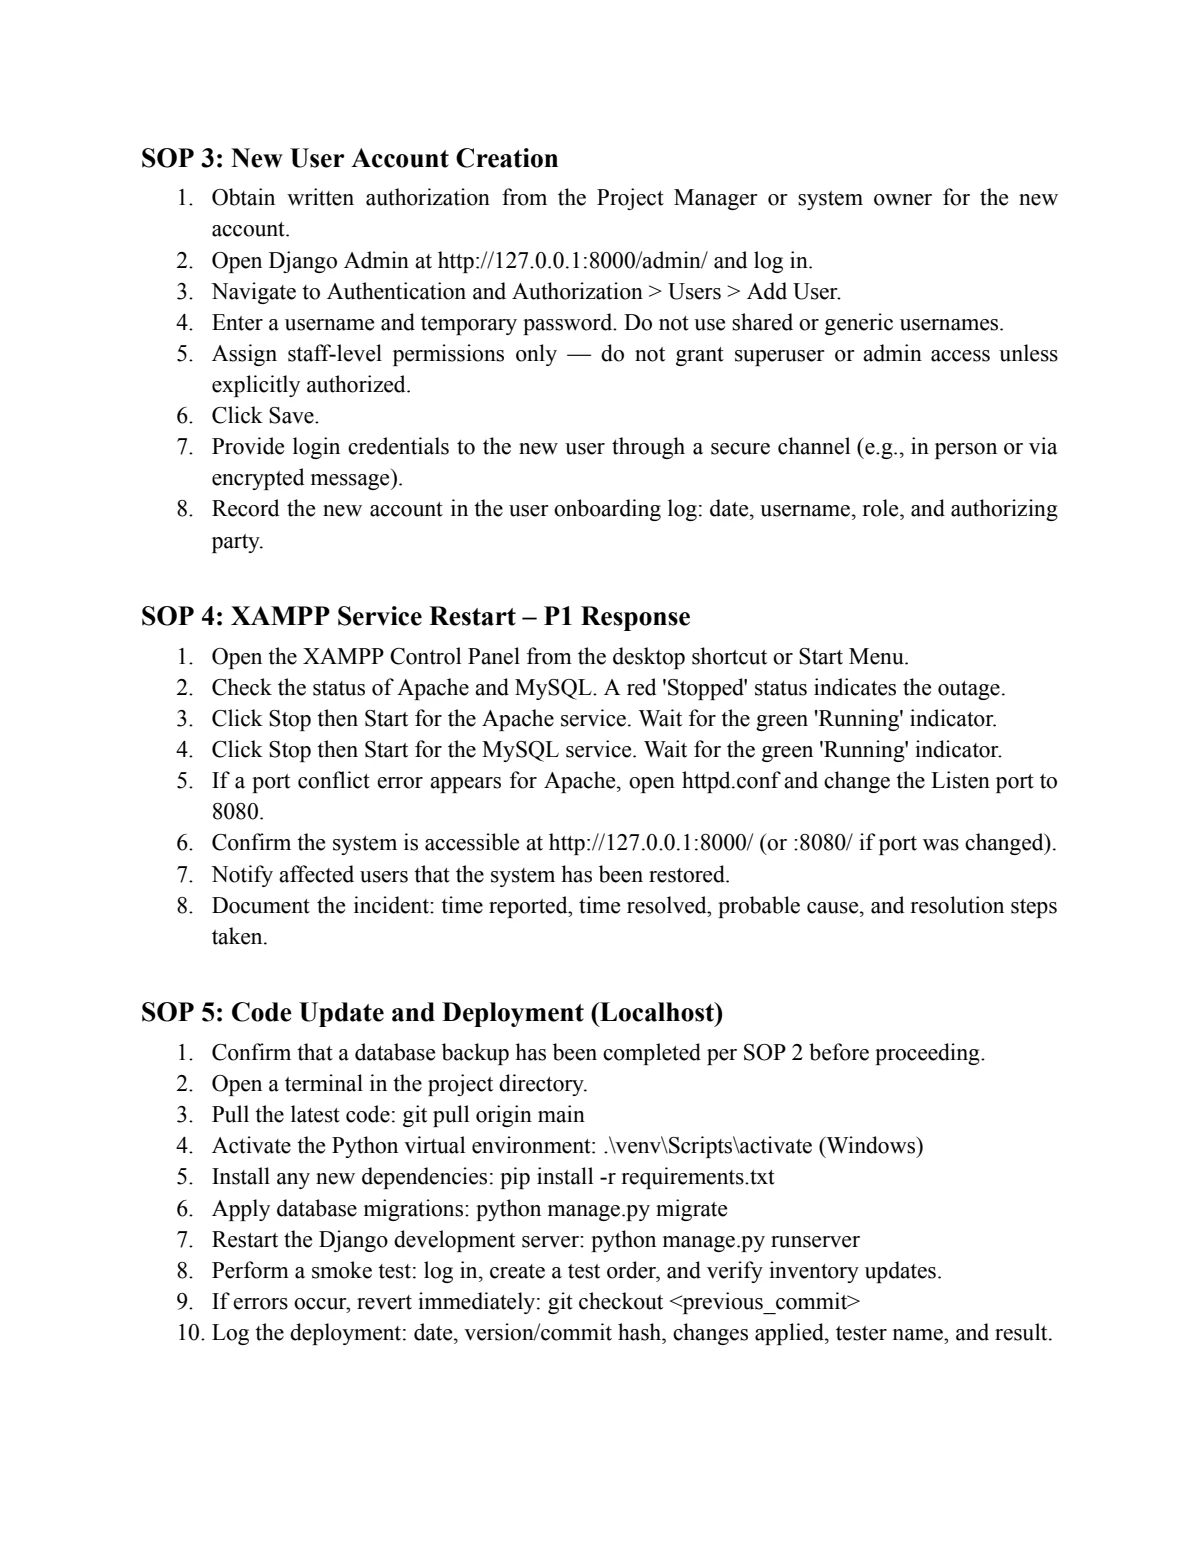 SOP 3: New User Account Creation
1. Obtain written authorization from the Project Manager or system owner for the new
account.
2. Open Django Admin at http://127.0.0.1:8000/admin/ and log in.
3. Navigate to Authentication and Authorization > Users > Add User.
4. Enter a username and temporary password. Do not use shared or generic usernames.
5. Assign staff-level permissions only — do not grant superuser or admin access unless
explicitly authorized.
6. Click Save.
7. Provide login credentials to the new user through a secure channel (e.g., in person or via
encrypted message).
8. Record the new account in the user onboarding log: date, username, role, and authorizing
party.
SOP 4: XAMPP Service Restart – P1 Response
1. Open the XAMPP Control Panel from the desktop shortcut or Start Menu.
2. Check the status of Apache and MySQL. A red 'Stopped' status indicates the outage.
3. Click Stop then Start for the Apache service. Wait for the green 'Running' indicator.
4. Click Stop then Start for the MySQL service. Wait for the green 'Running' indicator.
5. If a port conflict error appears for Apache, open httpd.conf and change the Listen port to
8080.
6. Confirm the system is accessible at http://127.0.0.1:8000/ (or :8080/ if port was changed).
7. Notify affected users that the system has been restored.
8. Document the incident: time reported, time resolved, probable cause, and resolution steps
taken.
SOP 5: Code Update and Deployment (Localhost)
1. Confirm that a database backup has been completed per SOP 2 before proceeding.
2. Open a terminal in the project directory.
3. Pull the latest code: git pull origin main
4. Activate the Python virtual environment: .\venv\Scripts\activate (Windows)
5. Install any new dependencies: pip install -r requirements.txt
6. Apply database migrations: python manage.py migrate
7. Restart the Django development server: python manage.py runserver
8. Perform a smoke test: log in, create a test order, and verify inventory updates.
9. If errors occur, revert immediately: git checkout <previous_commit>
10. Log the deployment: date, version/commit hash, changes applied, tester name, and result.